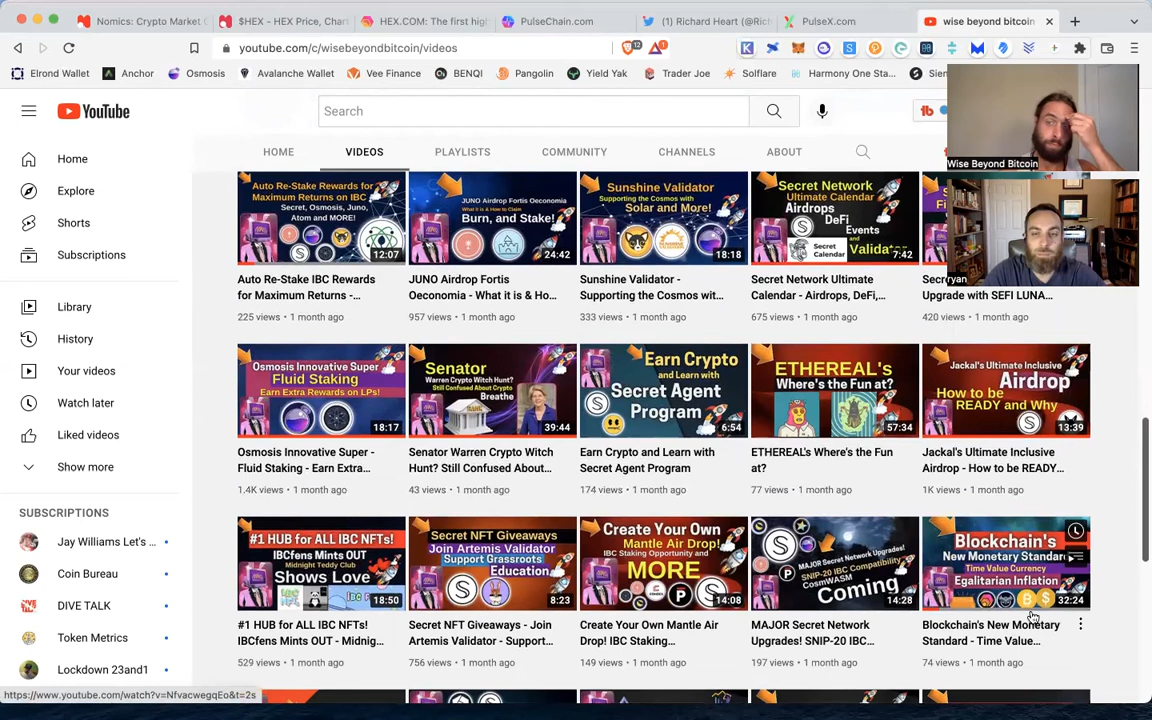 Nomics: Crypto Market
$HEX - HEX Price, Chart
HEX.COM: The first hig
PulseChain.com
(1) Richard Heart (@Rich
PulseX.com
wise beyond bitcoin
youtube.com/c/wisebeyondbitcoin/videos
12
1
Elrond Wallet
Anchor
Osmosis
Avalanche Wallet
Vee Finance
BENQI
Pangolin
Yield Yak
Trader Joe
Solflare
Harmony One Sta...
Sien
YouTube
Search
HOME
VIDEOS
PLAYLISTS
COMMUNITY
CHANNELS
ABOUT
Home
Explore
Shorts
Subscriptions
Library
History
Your videos
Watch later
Liked videos
Show more
SUBSCRIPTIONS
Jay Williams Let's ...
Coin Bureau
DIVE TALK
Token Metrics
Lockdown 23and1
Wise Beyond Bitcoin
ryan
Auto Re-Stake Rewards for
Maximum Returns on IBC
Secret, Osmosis, Juno,
Atom and MORE!
12:07
Auto Re-Stake IBC Rewards
for Maximum Returns -...
225 views • 1 month ago
JUNO Airdrop Fortis Oeconomia
What it is & How to Claim
Burn, and Stake!
24:42
JUNO Airdrop Fortis
Oeconomia - What it is & Ho...
957 views • 1 month ago
Sunshine Validator
Supporting the Cosmos with
Solar and More!
18:18
Sunshine Validator -
Supporting the Cosmos wit...
333 views • 1 month ago
Secret Network
Ultimate Calendar
Airdrops
DeFi
Events
and
Validat
Secret
Calendar
7:42
Secret Network Ultimate
Calendar - Airdrops, DeFi,...
675 views • 1 month ago
Upgrade with SEFI LUNA...
420 views • 1 month ago
Osmosis Innovative Super
Fluid Staking
Earn Extra Rewards on LPs!
18:17
Osmosis Innovative Super -
Fluid Staking - Earn Extra...
1.4K views • 1 month ago
Senator
Warren Crypto Witch Hunt?
Still Confused About Crypto
Breathe
BANK
39:44
Senator Warren Crypto Witch
Hunt? Still Confused About...
43 views • 1 month ago
Earn Crypto
and Learn with
Secret Agent
Program
6:54
Earn Crypto and Learn with
Secret Agent Program
174 views • 1 month ago
ETHEREAL's
Where's the Fun
at?
57:34
ETHEREAL's Where's the Fun
at?
77 views • 1 month ago
Jackal's Ultimate Inclusive
Airdrop
How to be
READY and Why
13:39
Jackal's Ultimate Inclusive
Airdrop - How to be READY...
1K views • 1 month ago
#1 HUB for ALL IBC NFTs!
IBCfens Mints OUT
Midnight Teddy Club
Shows Love
18:50
#1 HUB for ALL IBC NFTs!
IBCfens Mints OUT - Midnig...
529 views • 1 month ago
Secret NFT Giveaways
Join Artemis Validator
Support Grassroots
Education
8:23
Secret NFT Giveaways - Join
Artemis Validator - Support...
756 views • 1 month ago
Create Your Own
Mantle Air Drop!
IBC Staking Opportunity and
MORE
14:08
Create Your Own Mantle Air
Drop! IBC Staking...
149 views • 1 month ago
MAJOR Secret Network Upgrades!
SNIP-20 IBC Compatibility
CosmWASM
Coming
14:28
MAJOR Secret Network
Upgrades! SNIP-20 IBC...
197 views • 1 month ago
Blockchain's
New Monetary Standard
Time Value Currency
Egalitarian Inflation
32:24
Blockchain's New Monetary
Standard - Time Value...
74 views • 1 month ago
https://www.youtube.com/watch?v=NfvacwegqEo&t=2s